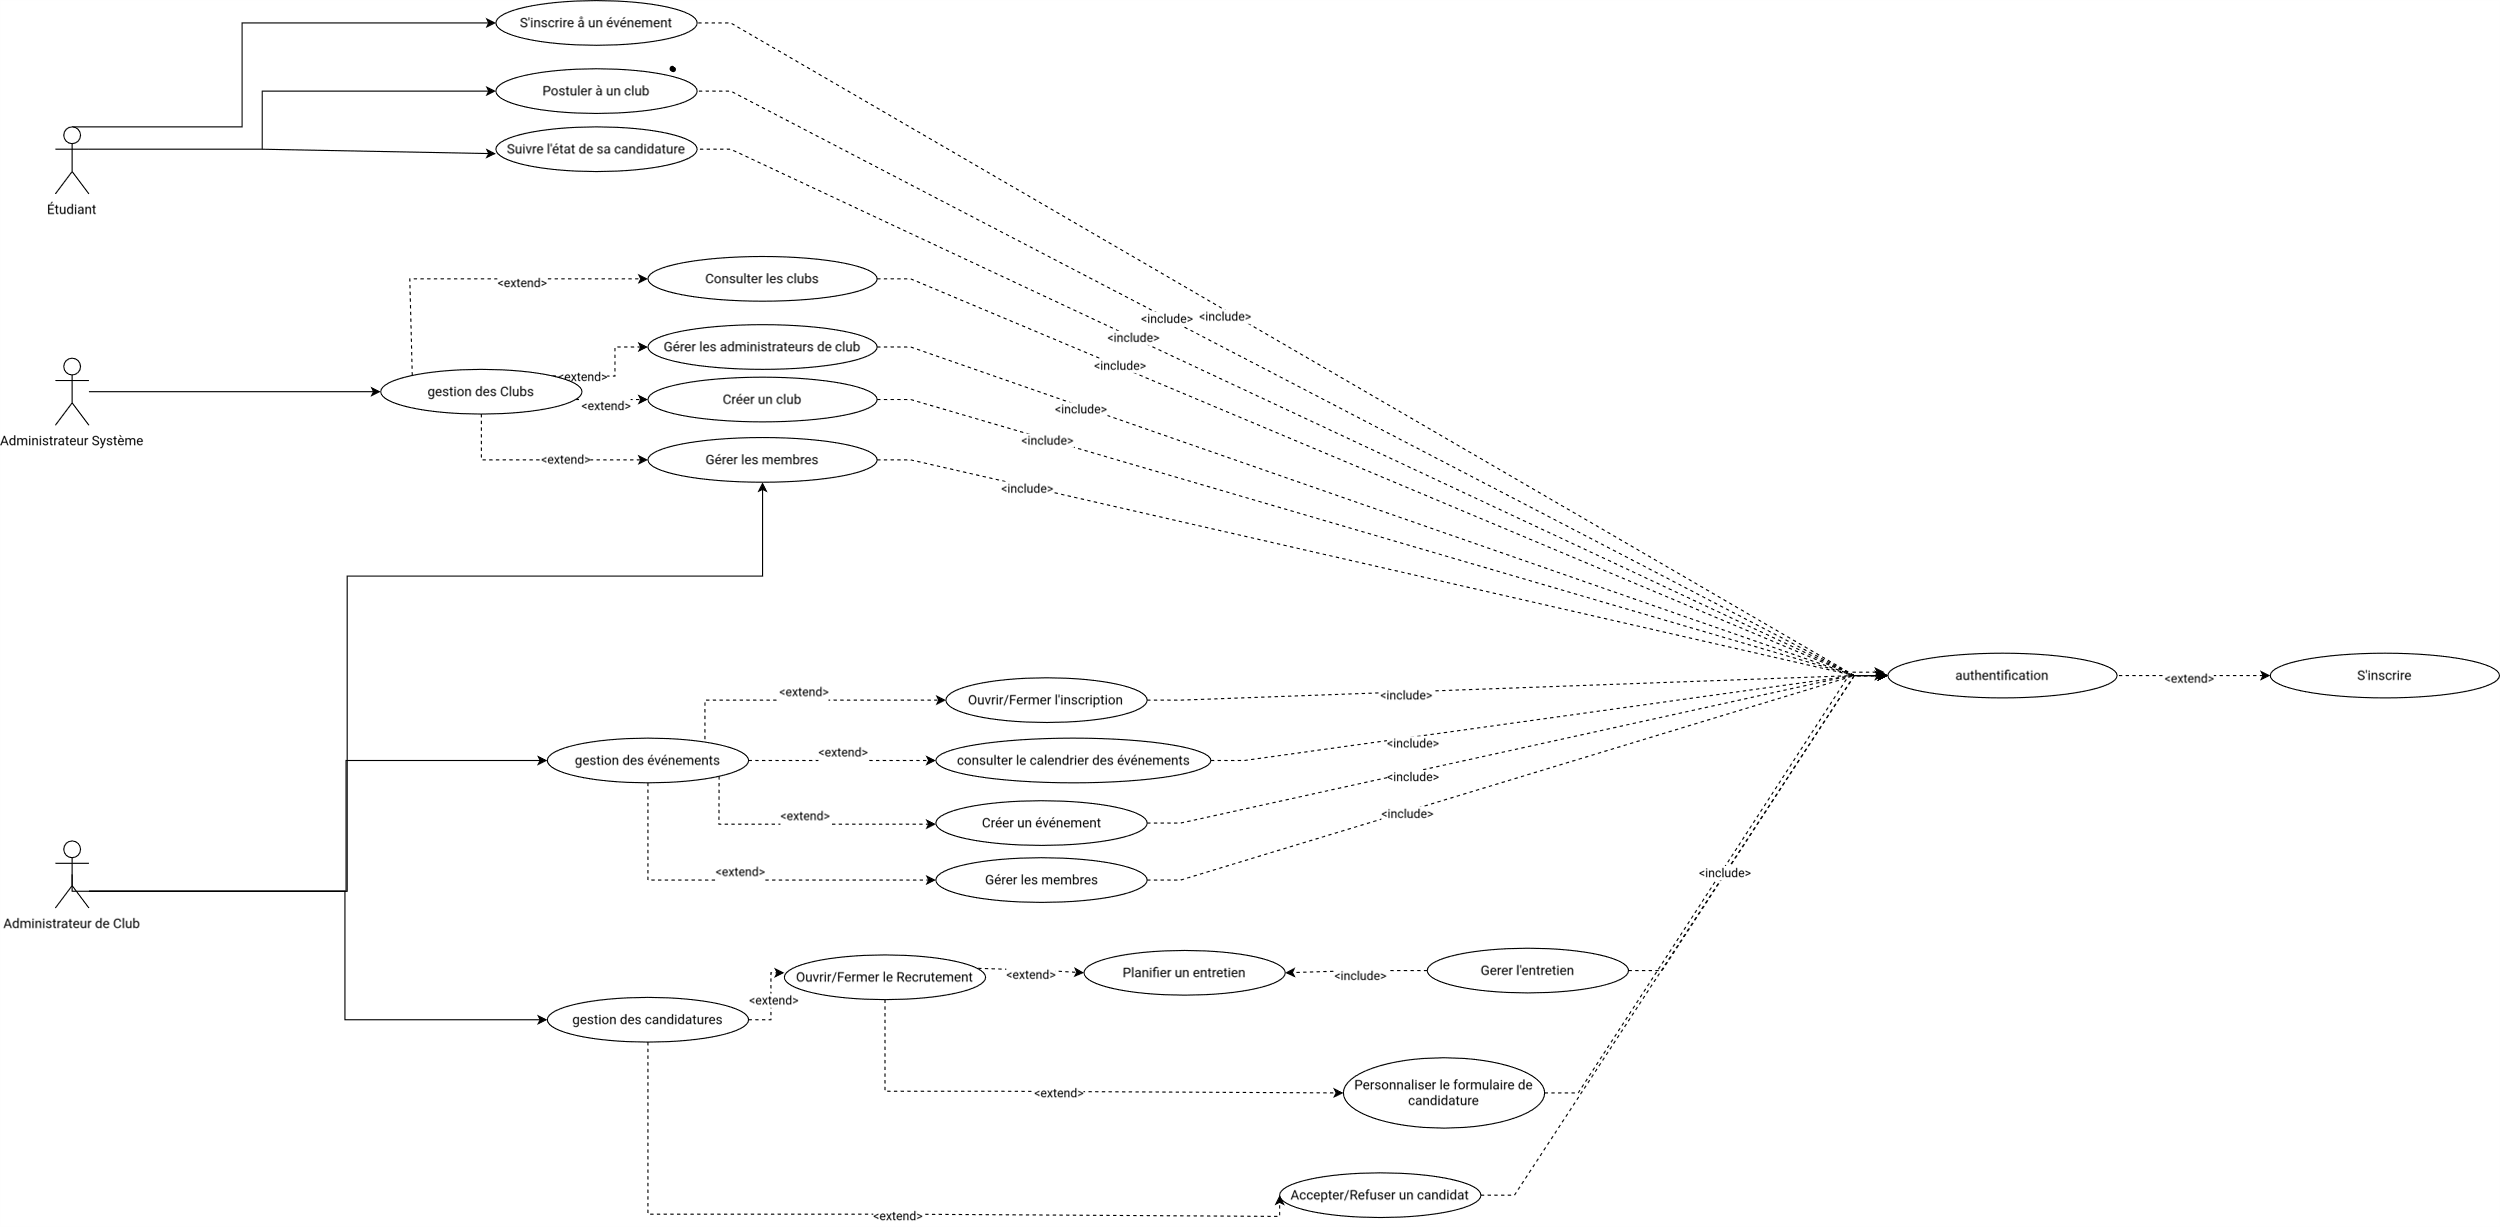 S'inscrire å un événement
Postuler à un club
Suivre l'état de sa candidature
Étudiant
Consulter les clubs
<extend>
<include>
<include>
<include>
Gérer les administrateurs de club
<include>
<extend>
gestion des Clubs
Créer un club
<extend>
<include>
Administrateur Système
<include>
<extend>
Gérer les membres
<include>
authentification
<extend>
S'inscrire
<extend>
Ouvrir/Fermer l'inscription
<include>
<extend>
<include>
gestion des événements
consulter le calendrier des événements
<include>
<extend>
Créer un événement
<include>
<extend>
Gérer les membres
<include>
Administrateur de Club
Ouvrir/Fermer le Recrutement
<extend>
Planifier un entretien
<include>
Gerer l'entretien
<extend>
gestion des candidatures
Personnaliser le formulaire de
candidature
<extend>
Accepter/Refuser un candidat
<extend>